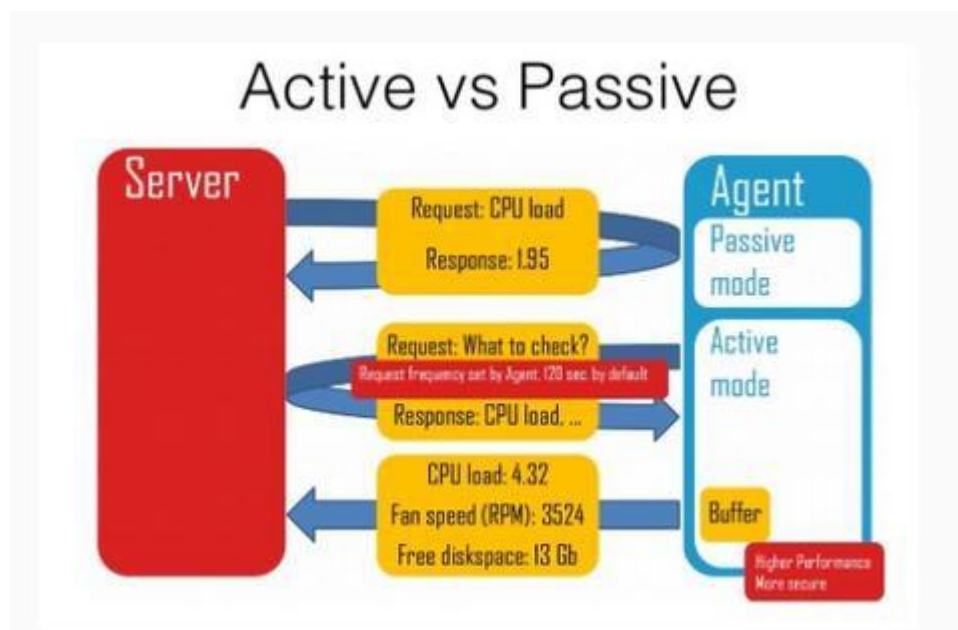 Active vs Passive
Server
Request: CPU load
Response: 1.95
Agent
Passive
mode
Request: What to check?
Request frequency set by Agent, 120 sec. by default
Response: CPU load, ...
Active
mode
CPU load: 4.32
Fan speed (RPM): 3524
Free diskspace: 13 Gb
Buffer
Higher Performance
More secure